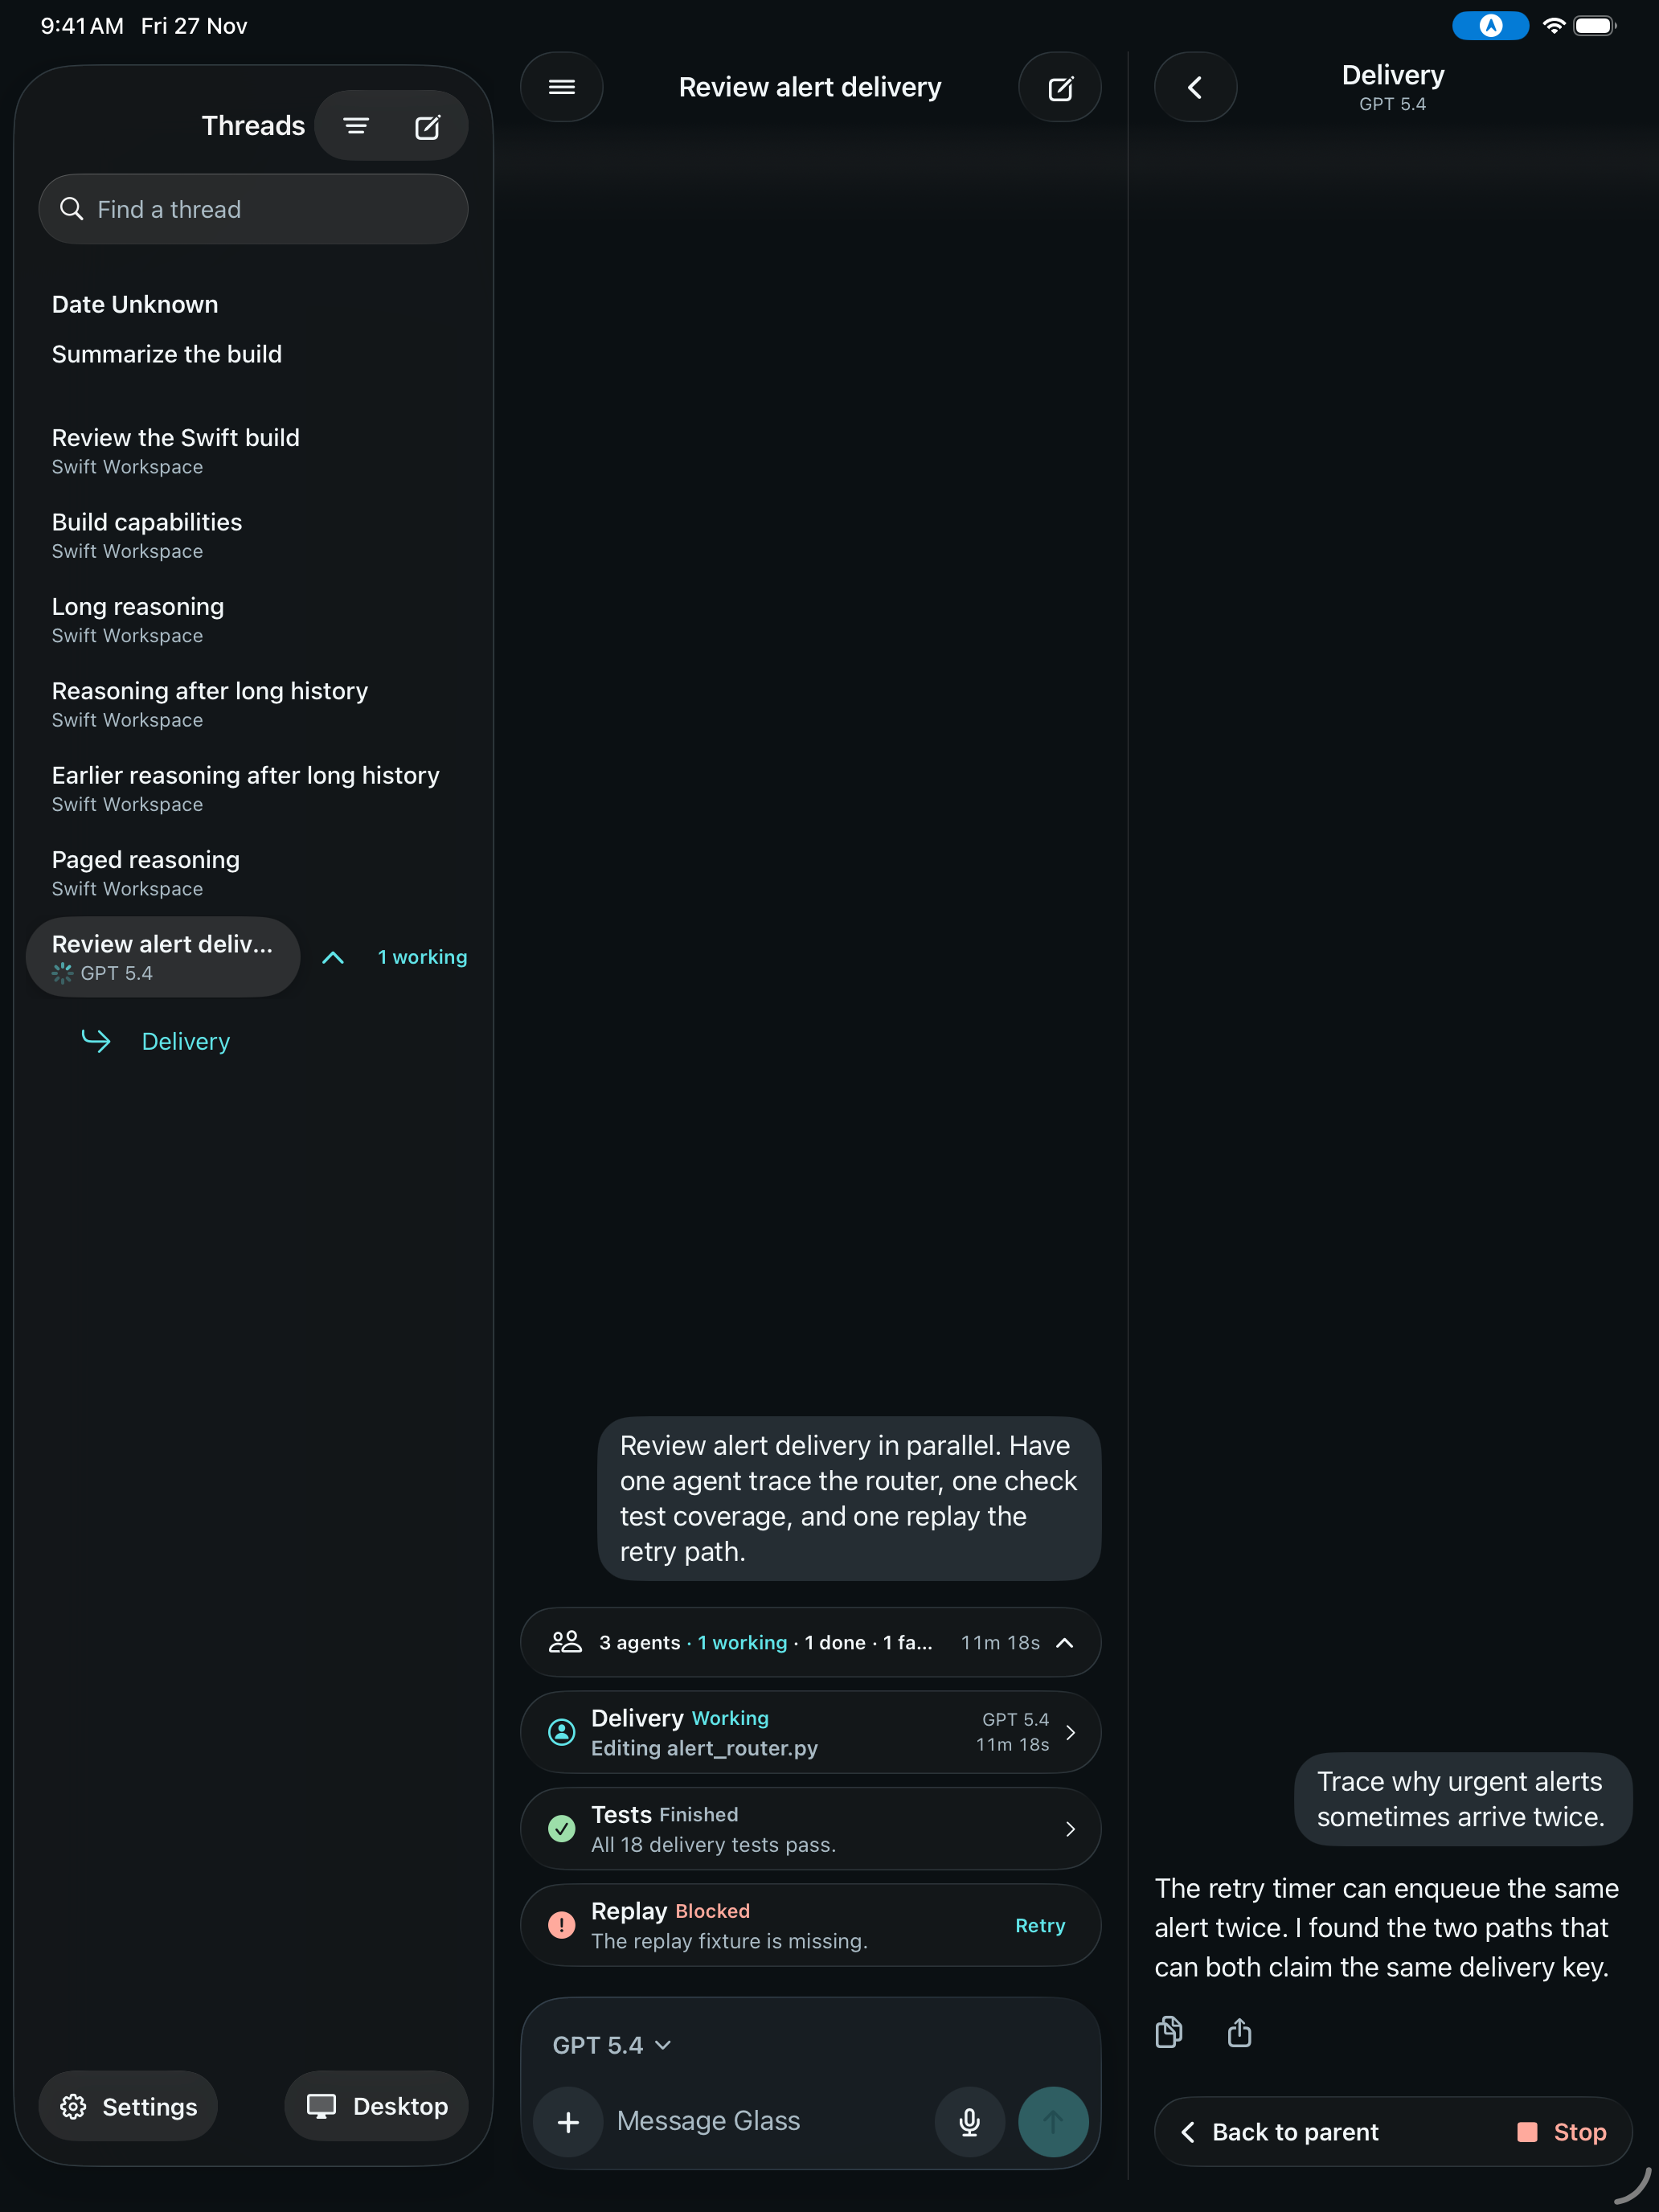 9:41 AM Fri 27 Nov
Threads
Find a thread
Date Unknown
Summarize the build
Review the Swift build
Swift Workspace
Build capabilities
Swift Workspace
Long reasoning
Swift Workspace
Reasoning after long history
Swift Workspace
Earlier reasoning after long history
Swift Workspace
Paged reasoning
Swift Workspace
Review alert deliv...
1 working
GPT 5.4
Delivery
Settings
Desktop
Review alert delivery
Review alert delivery in parallel. Have
one agent trace the router, one check
test coverage, and one replay the
retry path.
3 agents · 1 working · 1 done · 1 fa... 11m 18s
Delivery Working
GPT 5.4
Editing alert_router.py
11m 18s
Tests Finished
All 18 delivery tests pass.
Replay Blocked
The replay fixture is missing.
Retry
GPT 5.4
Message Glass
Delivery
GPT 5.4
Trace why urgent alerts
sometimes arrive twice.
The retry timer can enqueue the same
alert twice. I found the two paths that
can both claim the same delivery key.
Back to parent
Stop